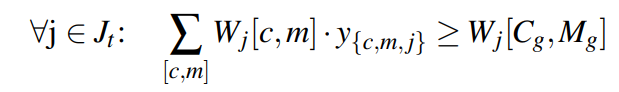 ∀j ∈ J_t: ∑_{[c,m]} W_j[c,m] · y_{\{c,m,j\}} ≥ W_j[C_g, M_g]